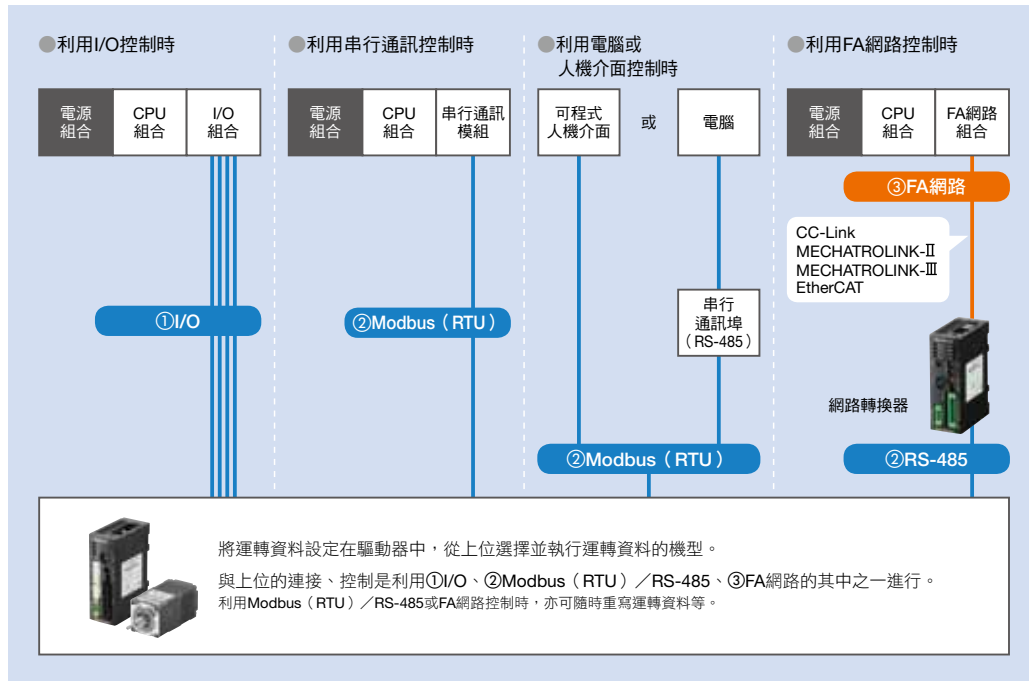 ●利用I/O控制時
電源
組合
CPU
組合
I/O
組合
①I/O
●利用串行通訊控制時
電源
組合
CPU
組合
串行通訊
模組
②Modbus（RTU）
●利用電腦或
人機介面控制時
可程式
人機介面
或
電腦
串行
通訊埠
（RS-485）
②Modbus（RTU）
●利用FA網路控制時
電源
組合
CPU
組合
FA網路
組合
③FA網路
CC-Link
MECHATROLINK-Ⅱ
MECHATROLINK-Ⅲ
EtherCAT
網路轉換器
②RS-485
將運轉資料設定在驅動器中，從上位選擇並執行運轉資料的機型。
與上位的連接、控制是利用①I/O、②Modbus（RTU）／RS-485、③FA網路的其中之一進行。
利用Modbus（RTU）／RS-485或FA網路控制時，亦可隨時重寫運轉資料等。